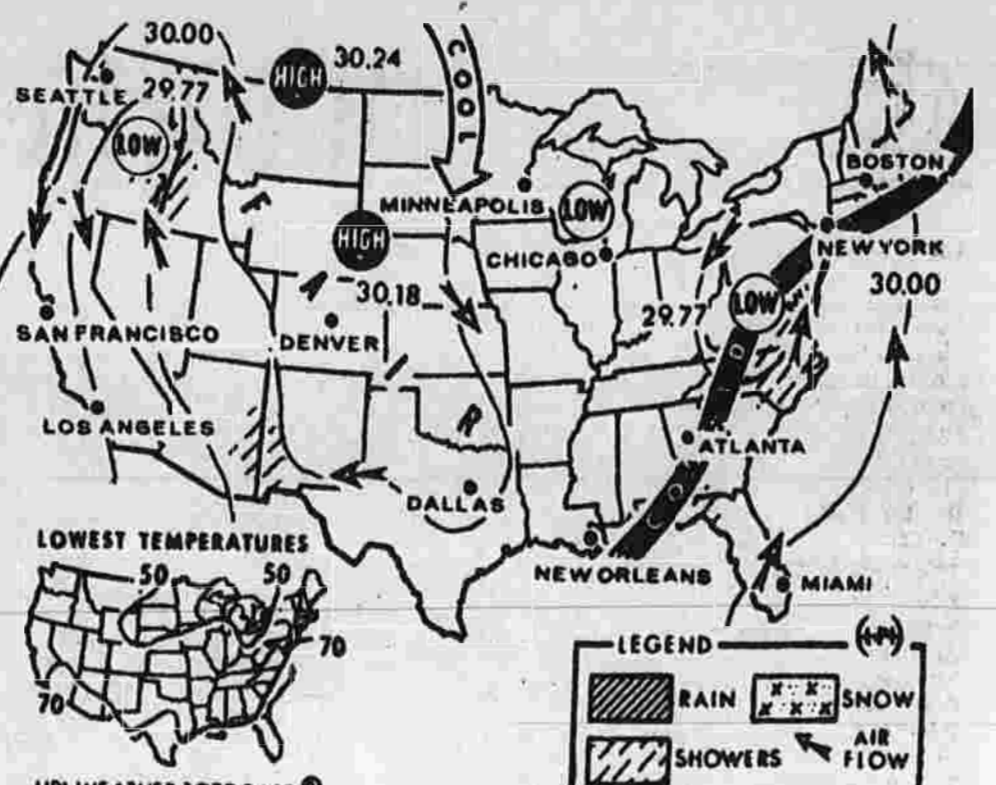 30.00
HIGH
30.24
COOL
SEATTLE
29.77
LOW
BOSTON
MINNEAPOLIS
LOW
HIGH
F
NEW YORK
CHICAGO
30.00
A
30.18
LOW
29.77
SAN FRANCISCO
DENVER
I
R
LOS ANGELES
ATLANTA
DALLAS
LOWEST TEMPERATURES
NEW ORLEANS
MIAMI
50
50
70
70
LEGEND
RAIN
SNOW
SHOWERS
AIR
FLOW